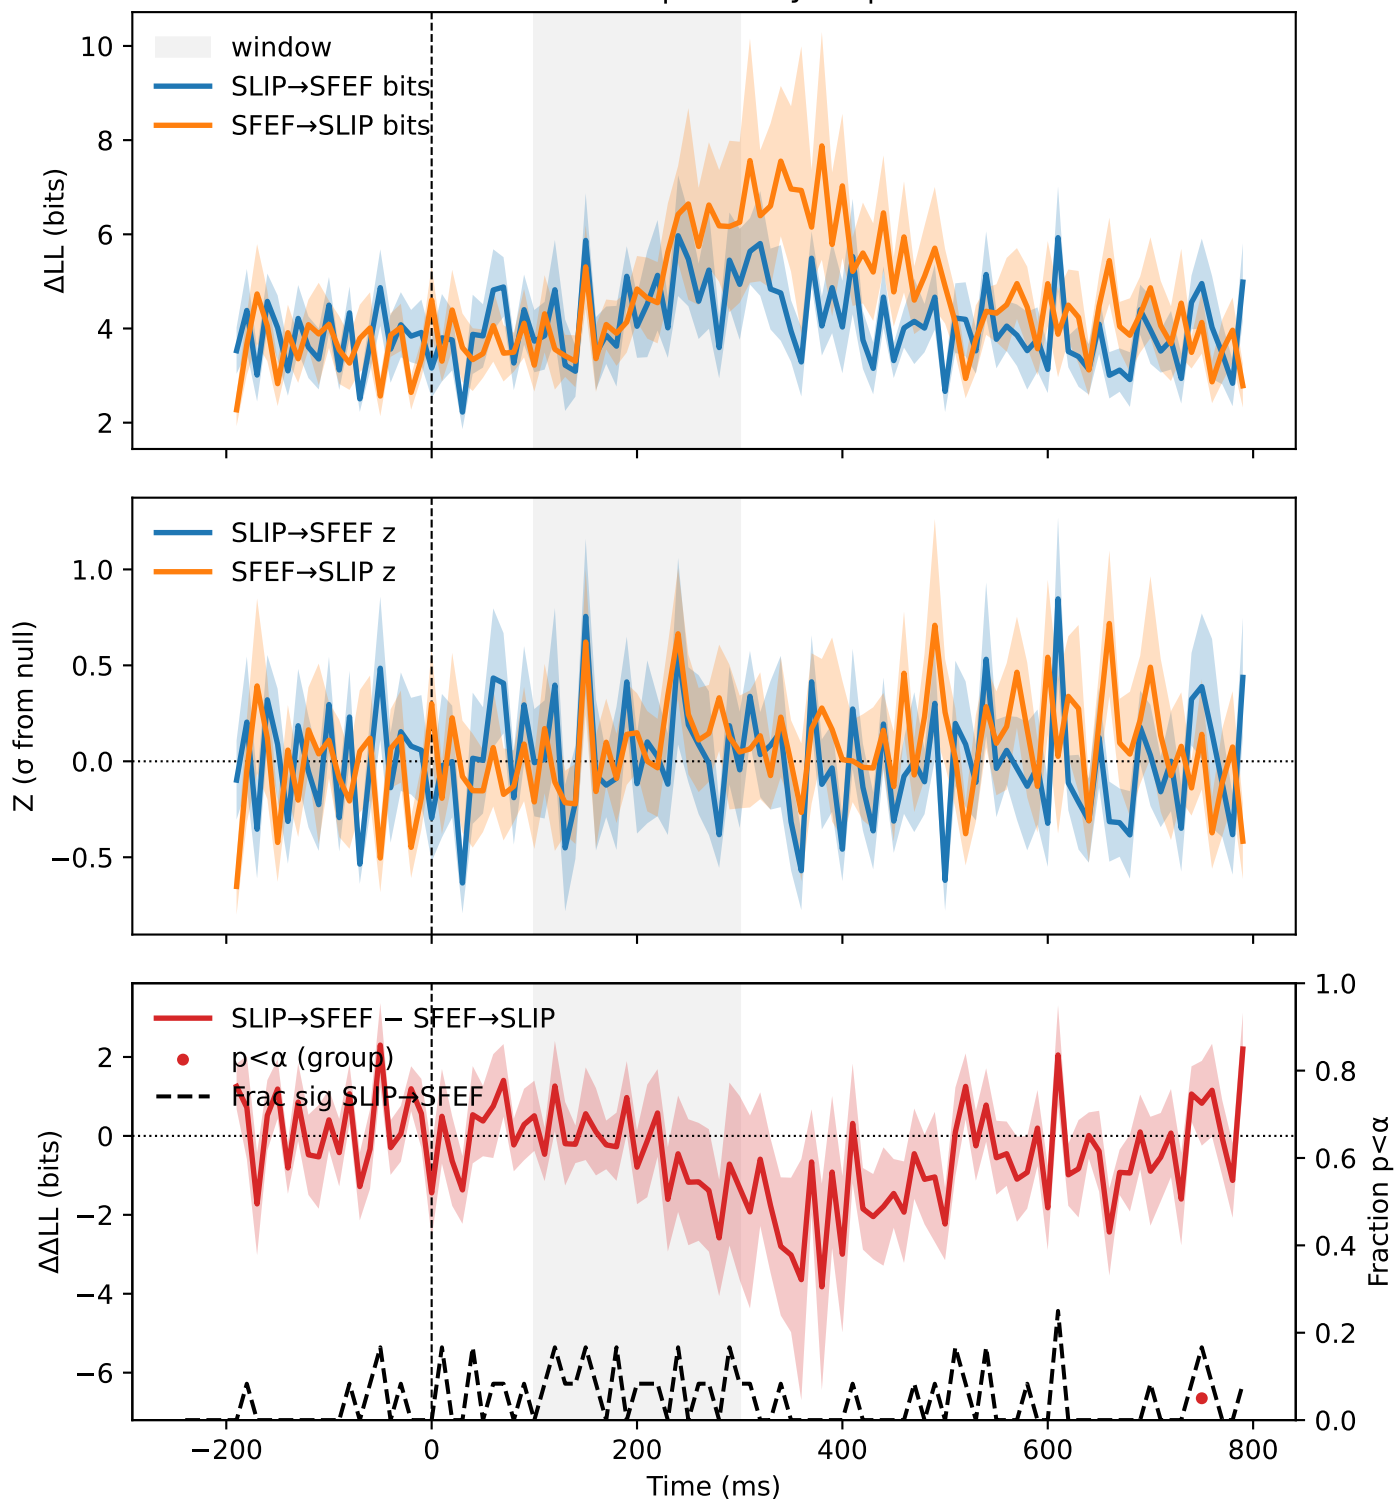 window
SLIP→SFEF bits
SFEF→SLIP bits
10
8
6
4
2
ΔLL (bits)
SLIP→SFEF z
SFEF→SLIP z
1.0
0.5
0.0
−0.5
Z (σ from null)
SLIP→SFEF − SFEF→SLIP
p<α (group)
Frac sig SLIP→SFEF
2
0
−2
−4
−6
ΔΔLL (bits)
1.0
0.8
0.6
0.4
0.2
0.0
Fraction p<α
−200
0
200
400
600
800
Time (ms)